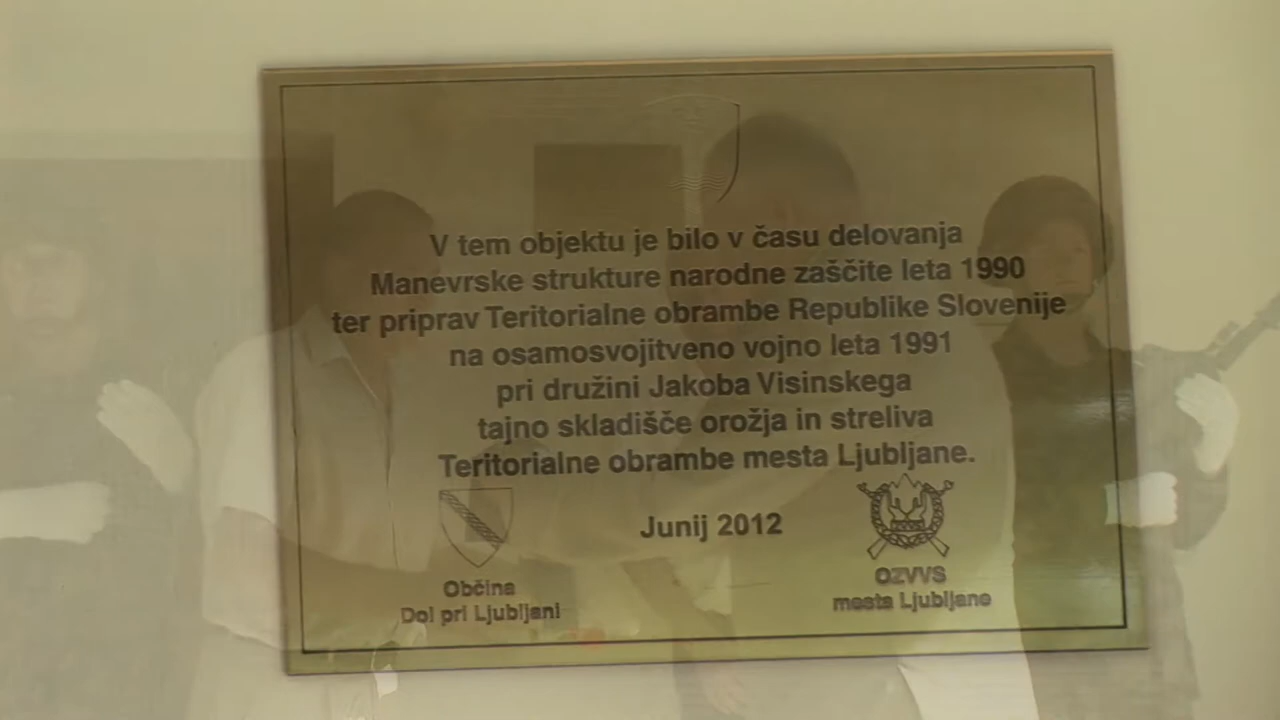 V tem objektu je bilo v času delovanja
Manevrske strukture narodne zaščite leta 1990
ter priprav Teritorialne obrambe Republike Slovenije
na osamosvojitveno vojno leta 1991
pri družini Jakoba Visinskega
tajno skladišče orožja in streliva
Teritorialne obrambe mesta Ljubljane.
Junij 2012
Občina
Dol pri Ljubljani
OZVVS
mesta Ljubljane